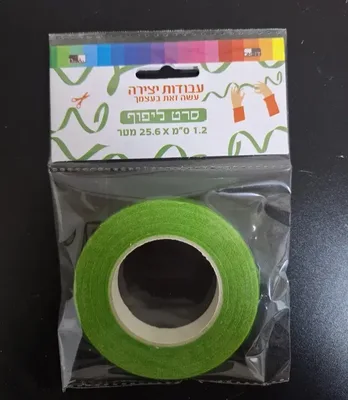 עבודות יצירה
עשה זאת בעצמך
סרט ליפוף
1.2 ס"מ X 25.6 מטר